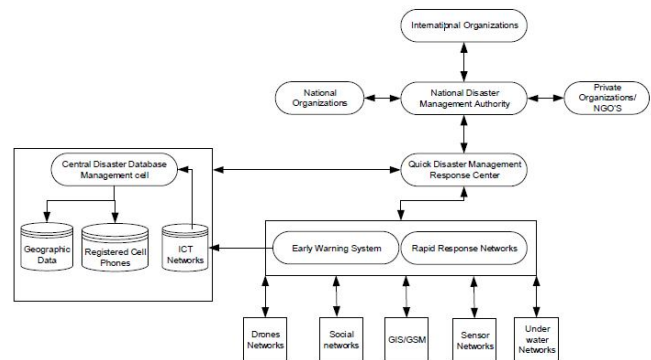 International Organizations
National
Organizations
National Disaster
Management Authority
Private
Organizations/
NGO'S
Central Disaster Database
Management cell
Quick Disaster Management
Response Center
Geographic
Data
Registered Cell
Phones
ICT
Networks
Early Warning System
Rapid Response Networks
Drones
Networks
Social
networks
GIS/GSM
Sensor
Networks
Under
water
Networks